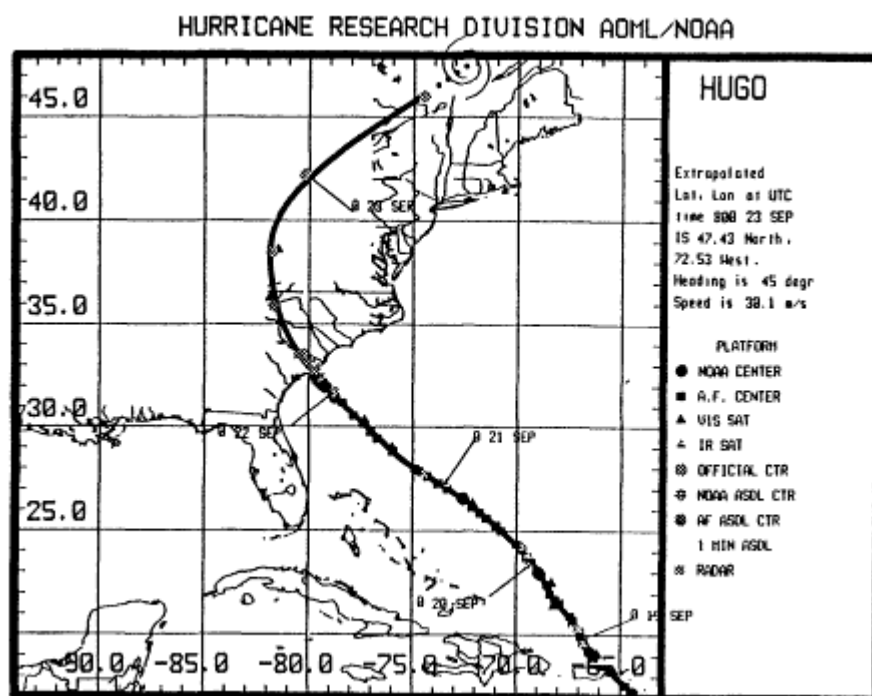 HURRICANE RESEARCH DIVISION AOML/NOAA
HUGO
Extrapolated
Lat, Lon at UTC
time 800 23 SEP
IS 47.43 North,
72.53 West.
Heading is 45 degr
Speed is 30.1 m/s
PLATFORM
NOAA CENTER
A.F. CENTER
VIS SAT
IR SAT
OFFICIAL CTR
NOAA ASDL CTR
AF ASDL CTR
1 MIN ASDL
RADAR
45.0
40.0
35.0
30.0
25.0
0 23 SEP
0 22 SEP
0 21 SEP
0 20 SEP
0 19 SEP
-90.0 -85.0 -80.0 -75.0 -70.0